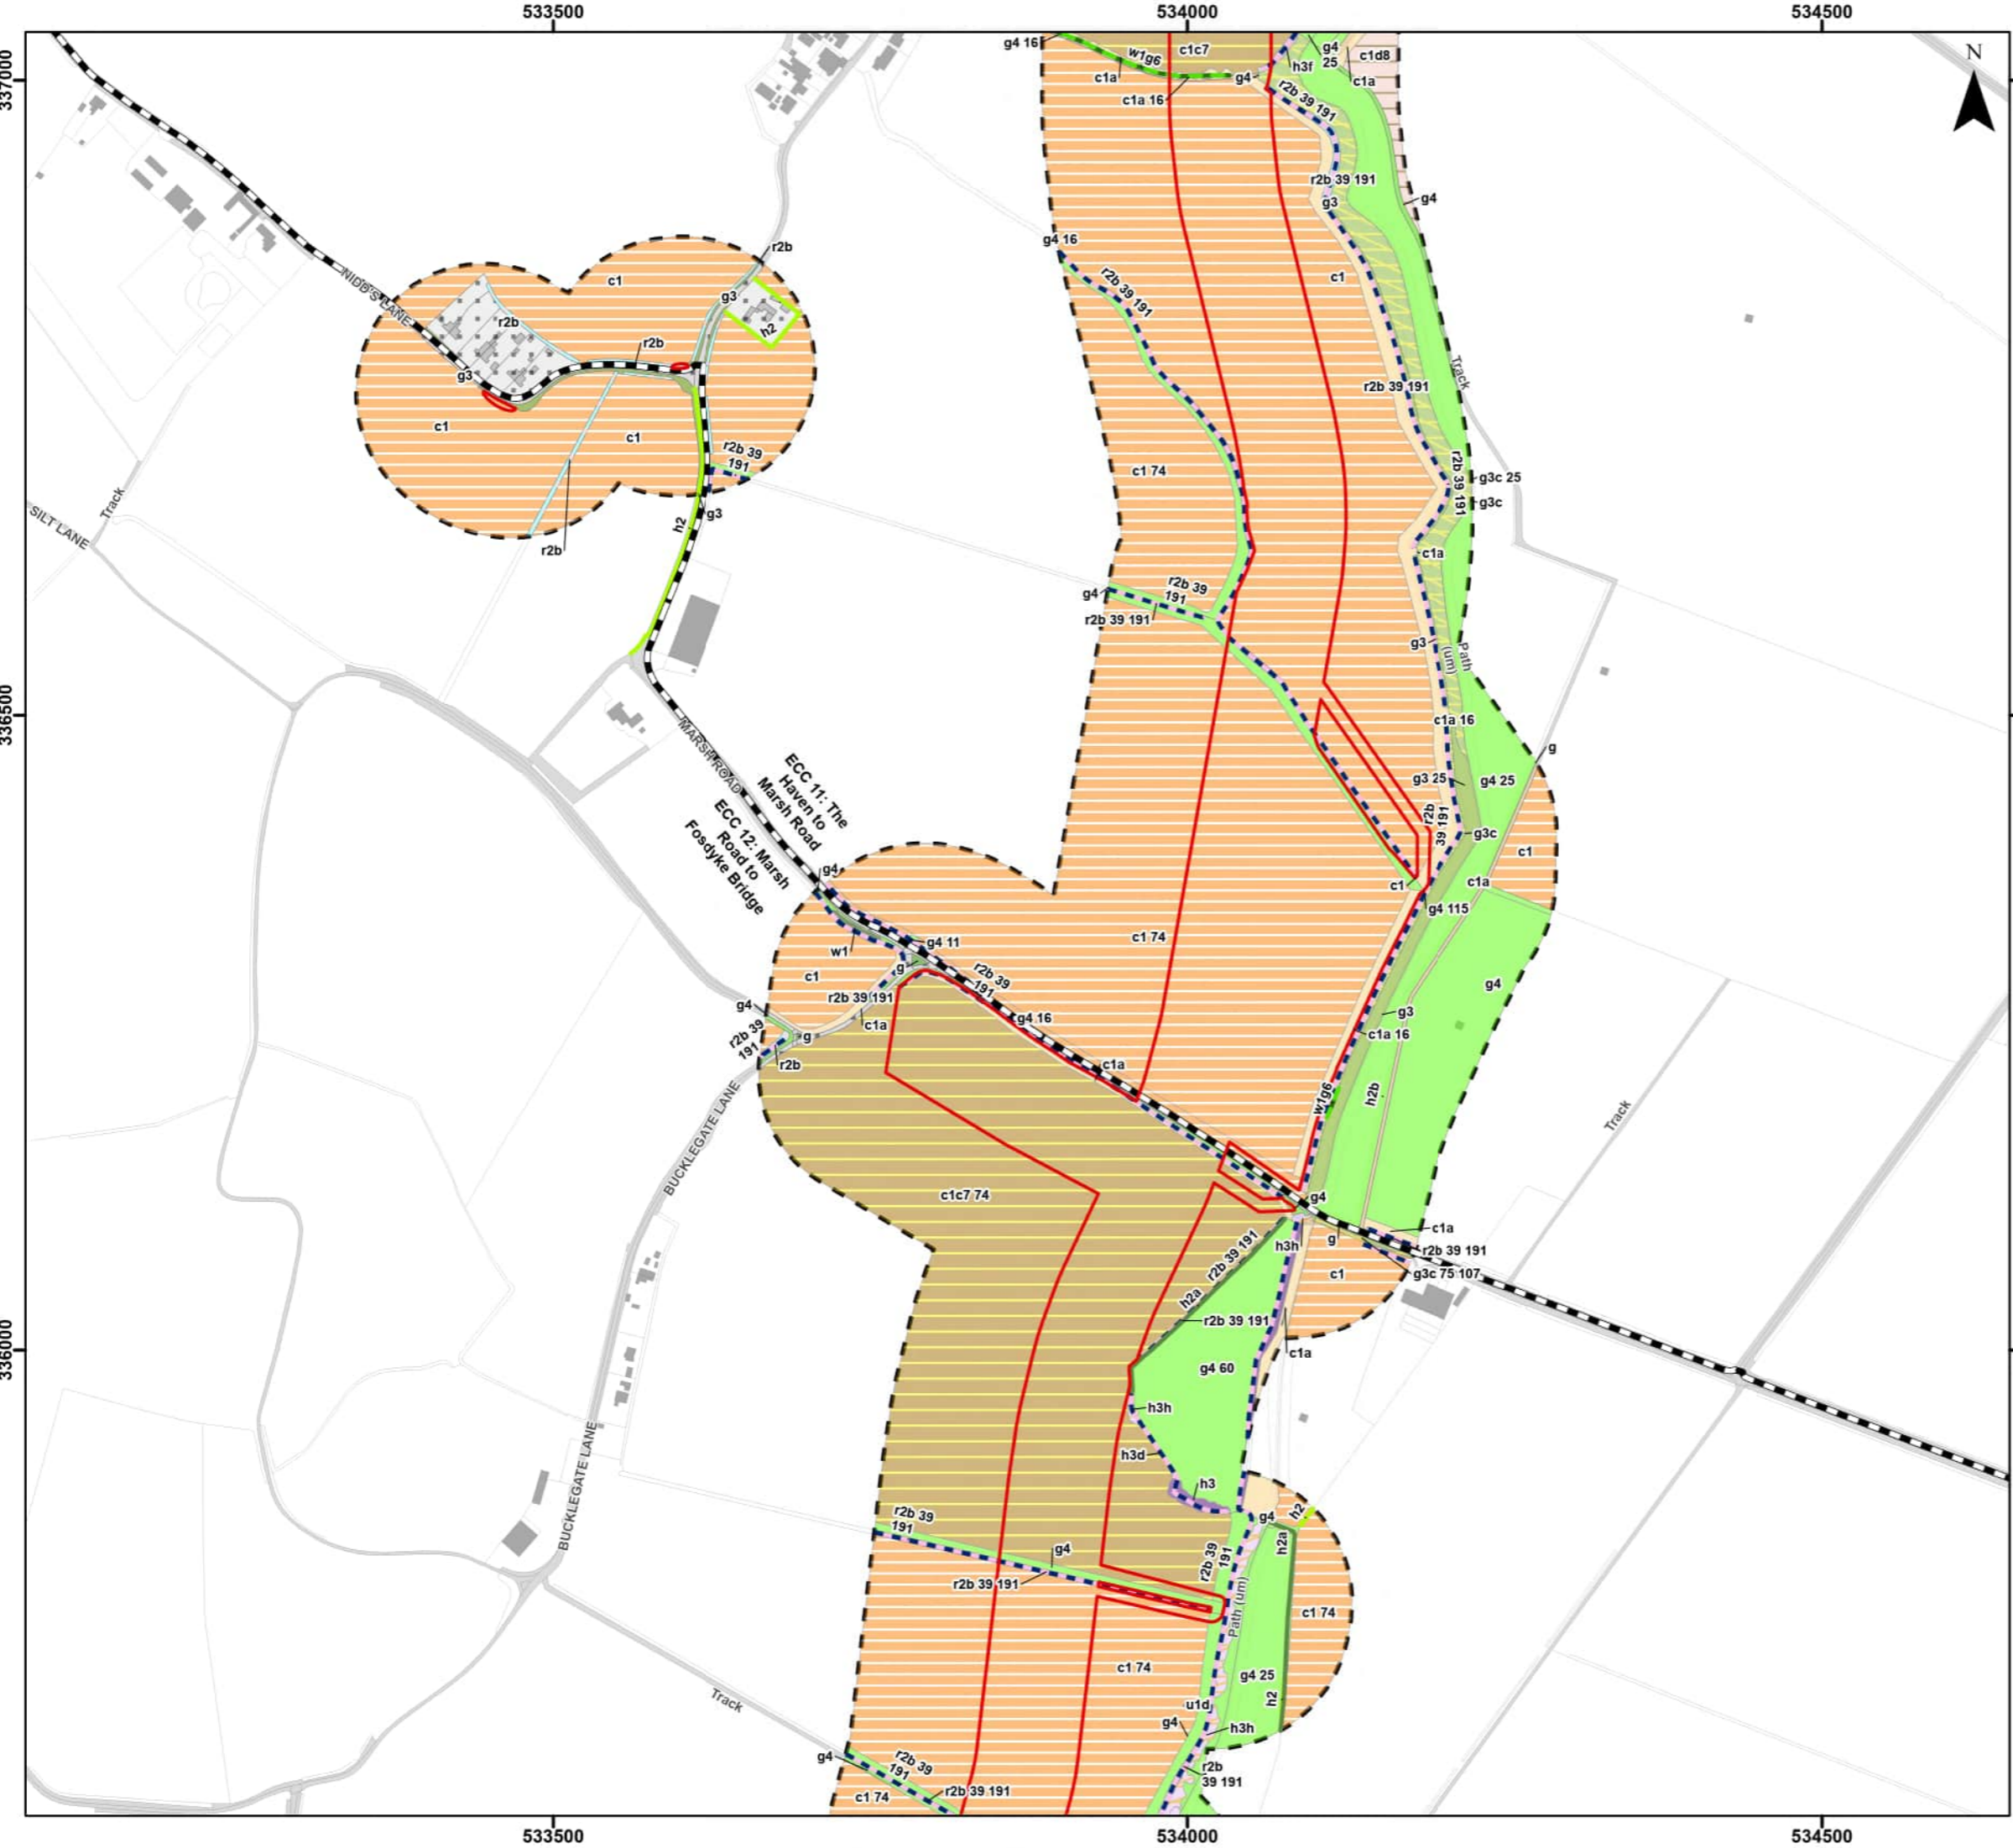 533500
534000
534500
337000
336500
336000
N
g4 16
w1g6
c1c7
c1a
c1a 16
g4
h3f
g4
25
c1d8
c1a
r2b 39 191
r2b 39 191
g3
g4
r2b
c1
g3
h2
NIDD'S LANE
r2b
r2b
g3
c1
c1
r2b 39
191
g4 16
r2b 39 191
c1
Track
r2b 39 191
c1 74
r2b 39 191
g3c 25
g3c
Track
SILT LANE
h2
g3
r2b
c1a
g4
r2b 39
191
r2b 39 191
g3
Path
(um)
c1a 16
g
MARSH ROAD
ECC 11: The
Haven to
Marsh Road
ECC 12: Marsh
Road to
Fosdyke Bridge
g3 25
g4 25
r2b
39 191
g3c
c1
g4
c1
c1a
g4 115
w1
g4 11
c1 74
c1
g
r2b 39
191
r2b 39 191
g4
g4
g4 16
g3
c1a
r2b 39
191
g
c1a 16
r2b
c1a
w1g6
h2b
Track
BUCKLEGATE LANE
c1c7 74
g4
c1a
r2b 39 191
h3h
g
r2b 39 191
g3c 75 107
c1
h2a
r2b 39 191
c1a
g4 60
h3h
BUCKLEGATE LANE
h3d
h3
r2b 39
191
g4
h2
h2a
g4
r2b 39
191
r2b 39 191
Path (um)
c1 74
c1 74
g4 25
Track
u1d
h2
g4
h3h
g4
r2b 39
191
r2b
39 191
r2b 39 191
c1 74
533500
534000
534500